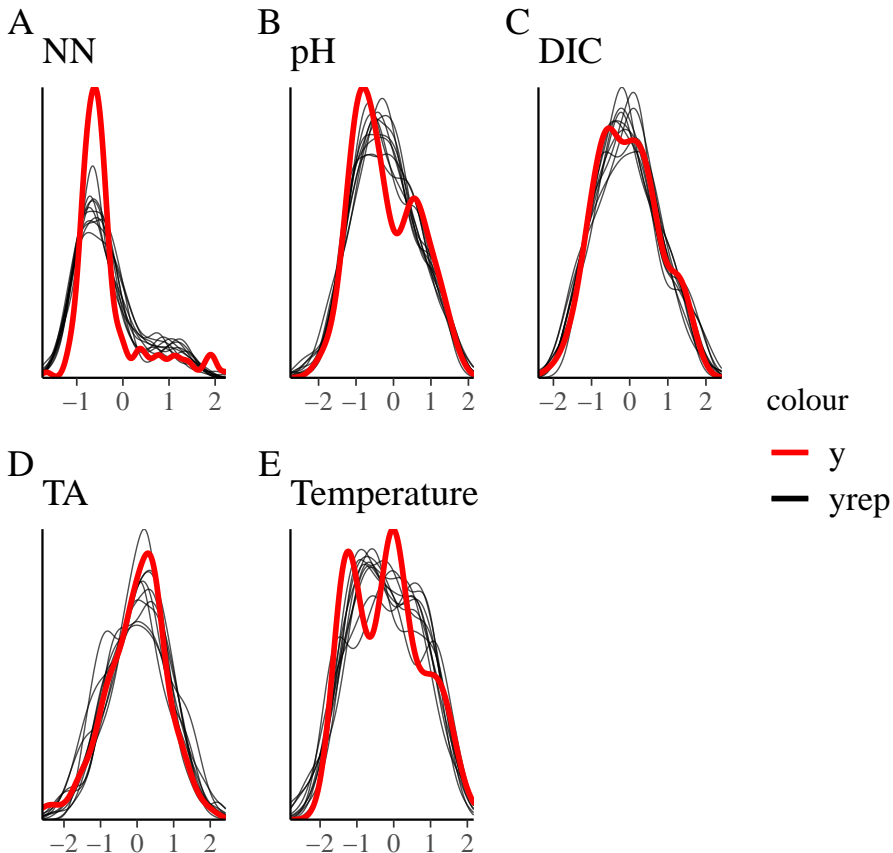 A
NN
B
pH
C
DIC
−1 0 1 2
−2 −1 0 1 2
−2 −1 0 1 2
colour
y
yrep
D
TA
E
Temperature
−2 −1 0 1 2
−2 −1 0 1 2